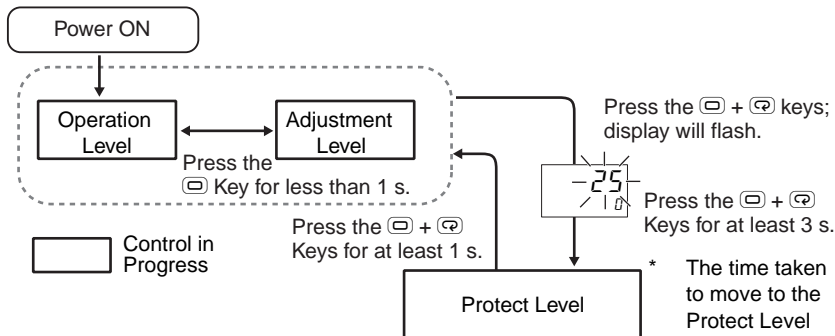 Power ON
Operation
Level
Adjustment
Level
Press the
Key for less than 1 s.
Press the + keys;
display will flash.
25
0
Press the +
Keys for at least 3 s.
Press the +
Keys for at least 1 s.
Control in
Progress
Protect Level
* The time taken
to move to the
Protect Level